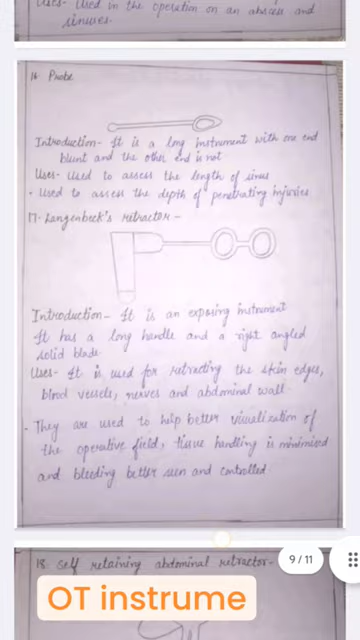 Uses- Used in the operation on an abscess and
sinuses.
16. Probe
Introduction- It is a long instrument with one end
blunt and the other end is not
Uses- Used to assess the length of sinus
- Used to assess the depth of penetrating injuries
17. Langenbeck's retractor-
Introduction- It is an exposing instrument
It has a long handle and a right angled
solid blade
Uses- It is used for retracting the skin edges,
blood vessels, nerves and abdominal wall
- They are used to help better visualization of
the operative field, tissue handling is minimised
and bleeding better seen and controlled
18. Self retaining abdominal retractor-
9/11
OT instrume